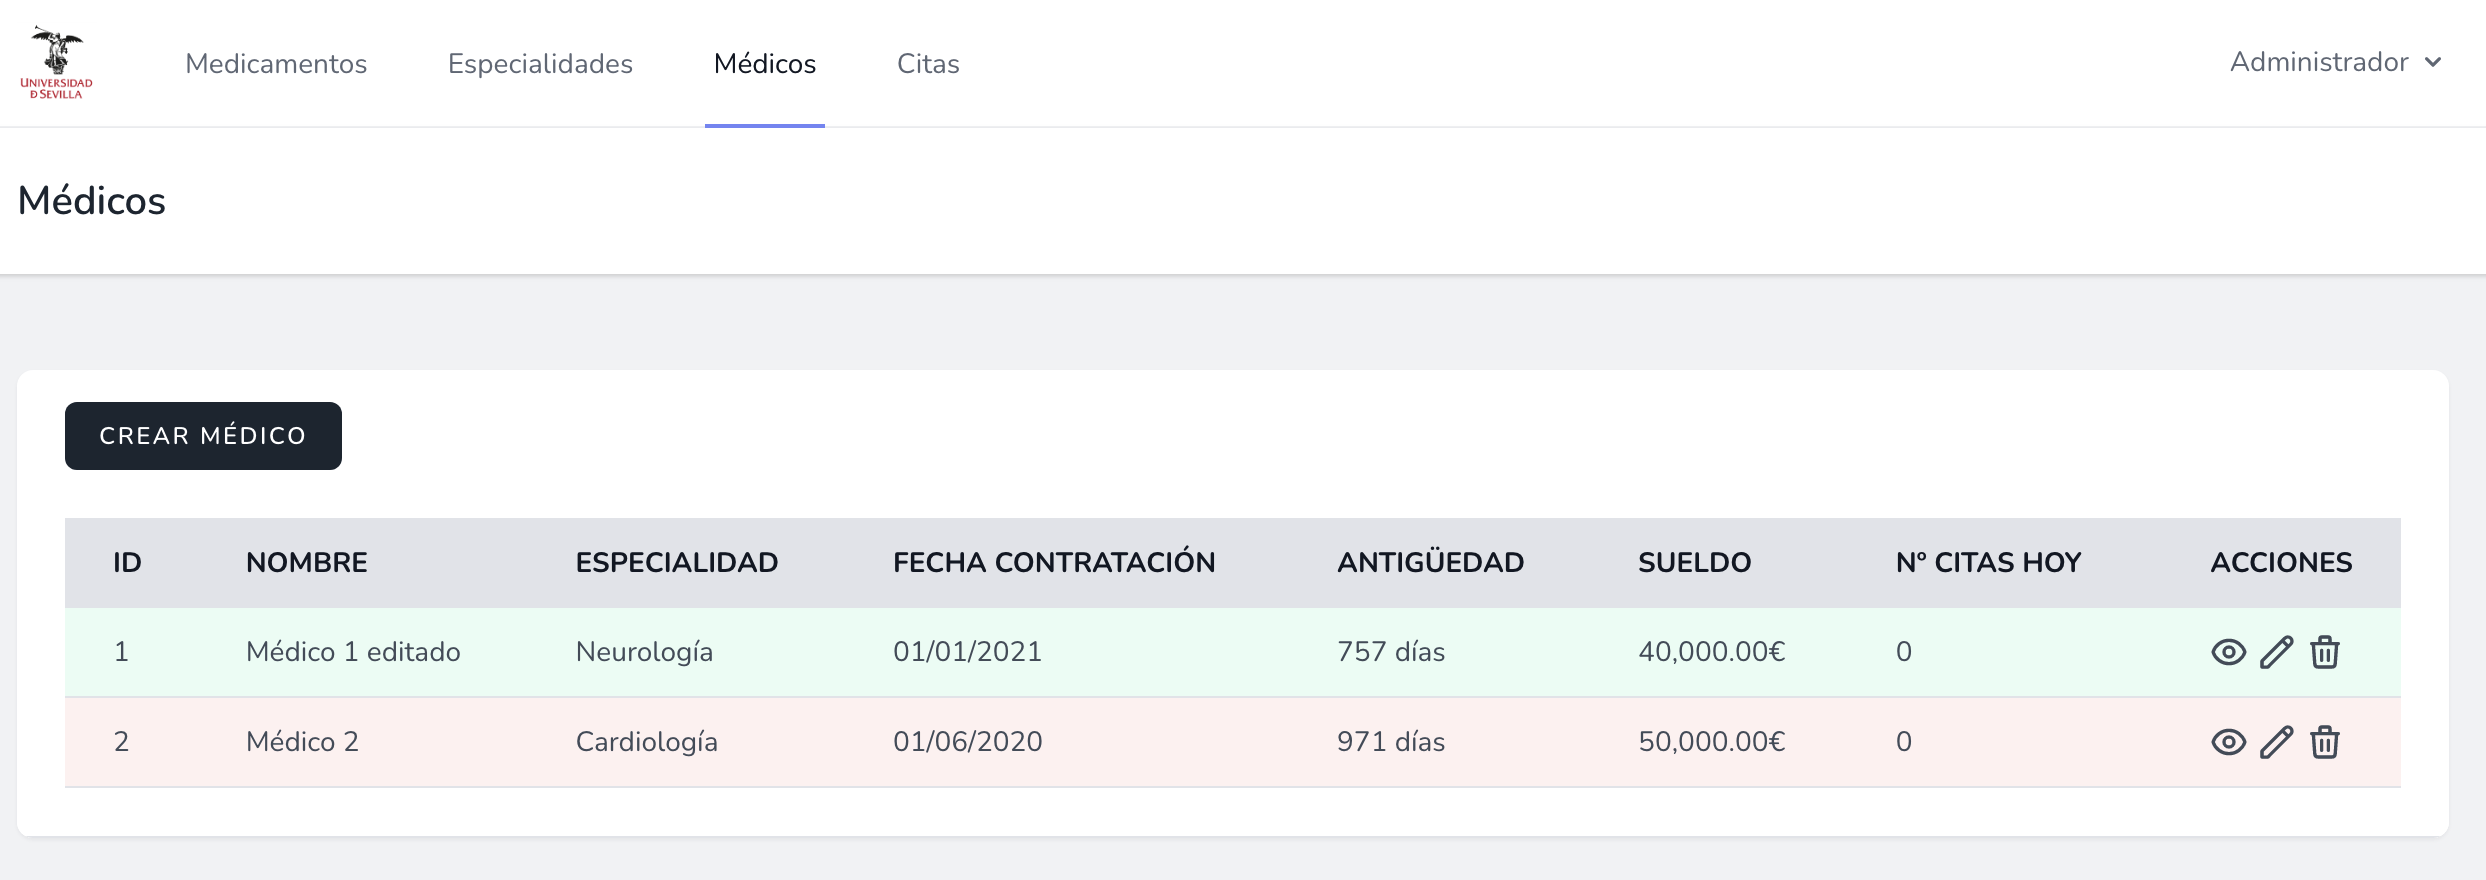 UNIVERSIDAD
D SEVILLA
Medicamentos Especialidades Médicos Citas Administrador
Médicos
CREAR MÉDICO
ID NOMBRE ESPECIALIDAD FECHA CONTRATACIÓN ANTIGÜEDAD SUELDO Nº CITAS HOY ACCIONES
1 Médico 1 editado Neurología 01/01/2021 757 días 40,000.00€ 0
2 Médico 2 Cardiología 01/06/2020 971 días 50,000.00€ 0